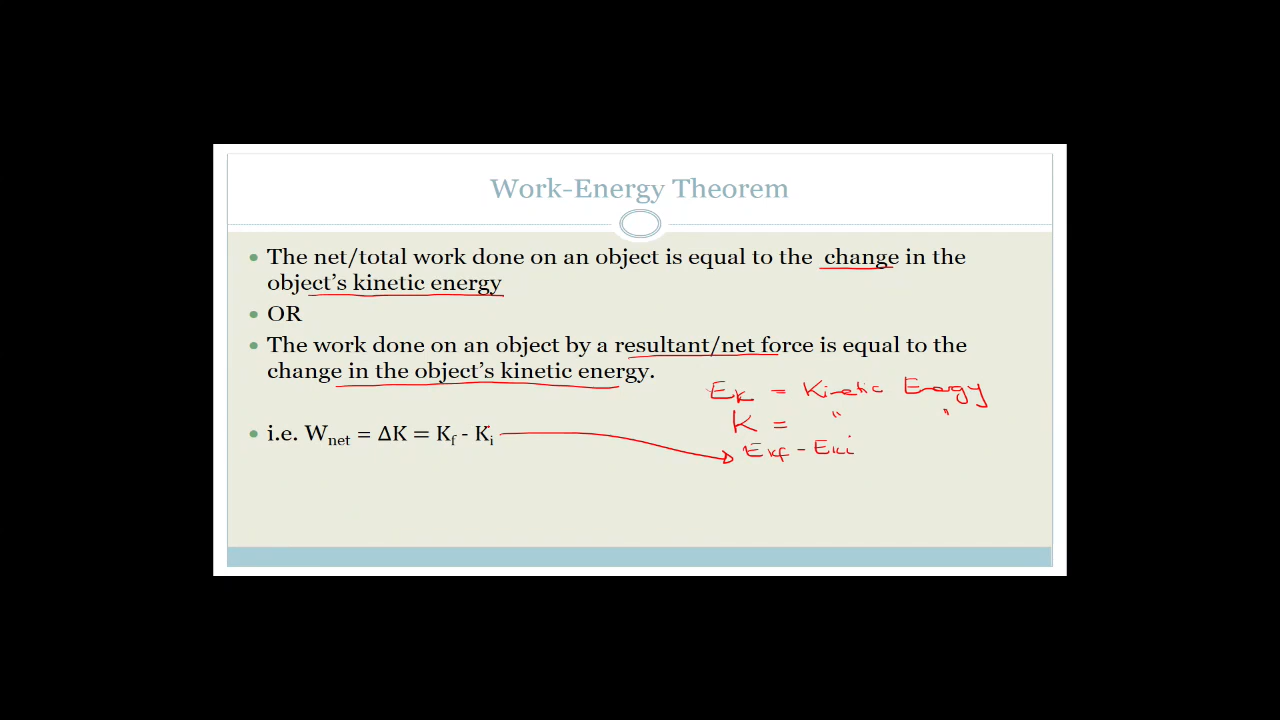 Work-Energy Theorem
The net/total work done on an object is equal to the change in the
object's kinetic energy
OR
The work done on an object by a resultant/net force is equal to the
change in the object's kinetic energy.
EK = Kinetic Energy
K = " "
i.e. Wnet = ΔK = Kf - Ki
Ekf - Eki